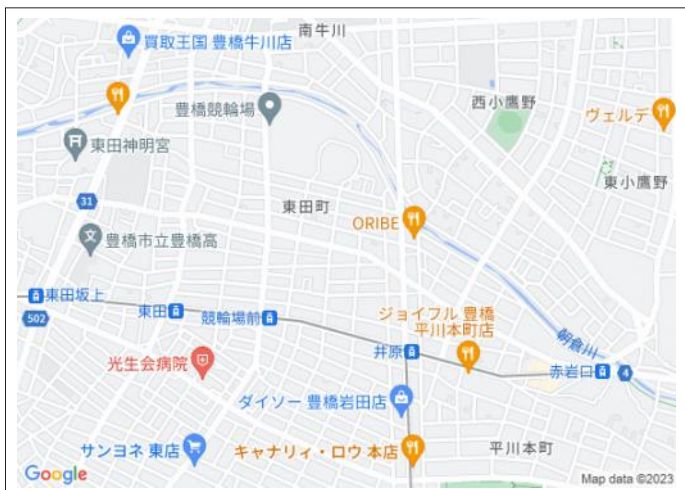 南牛川
買取王国 豊橋牛川店
西小鷹野
豊橋競輪場
ヴェルデ
東田神明宮
東小鷹野
31
東田町
ORIBE
豊橋市立豊橋高
東田坂上
東田
競輪場前
502
ジョイフル 豊橋
平川本町店
朝倉川
井原
光生会病院
赤岩口
4
ダイソー 豊橋岩田店
サンヨネ 東店
キャナリィ・ロウ 本店
平川本町
Google
Map data ©2023